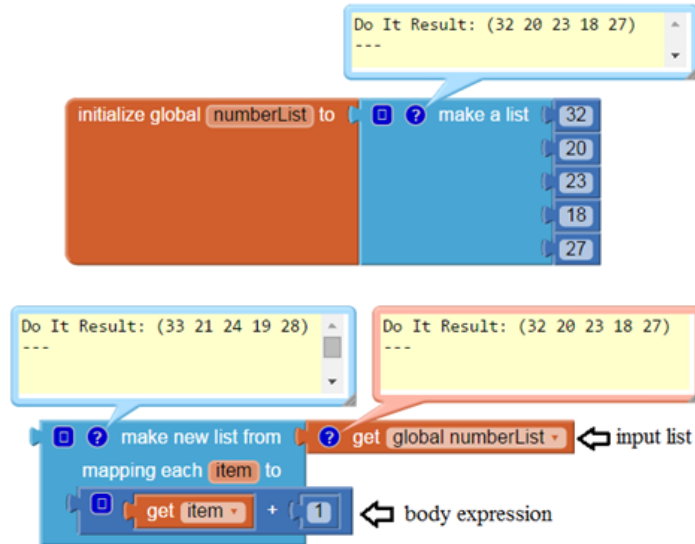 Do It Result: (32 20 23 18 27)
---
initialize global numberList to ? make a list 32
20
23
18
27
Do It Result: (33 21 24 19 28)
---
Do It Result: (32 20 23 18 27)
---
? make new list from ? get global numberList input list
mapping each item to
get item + 1 body expression